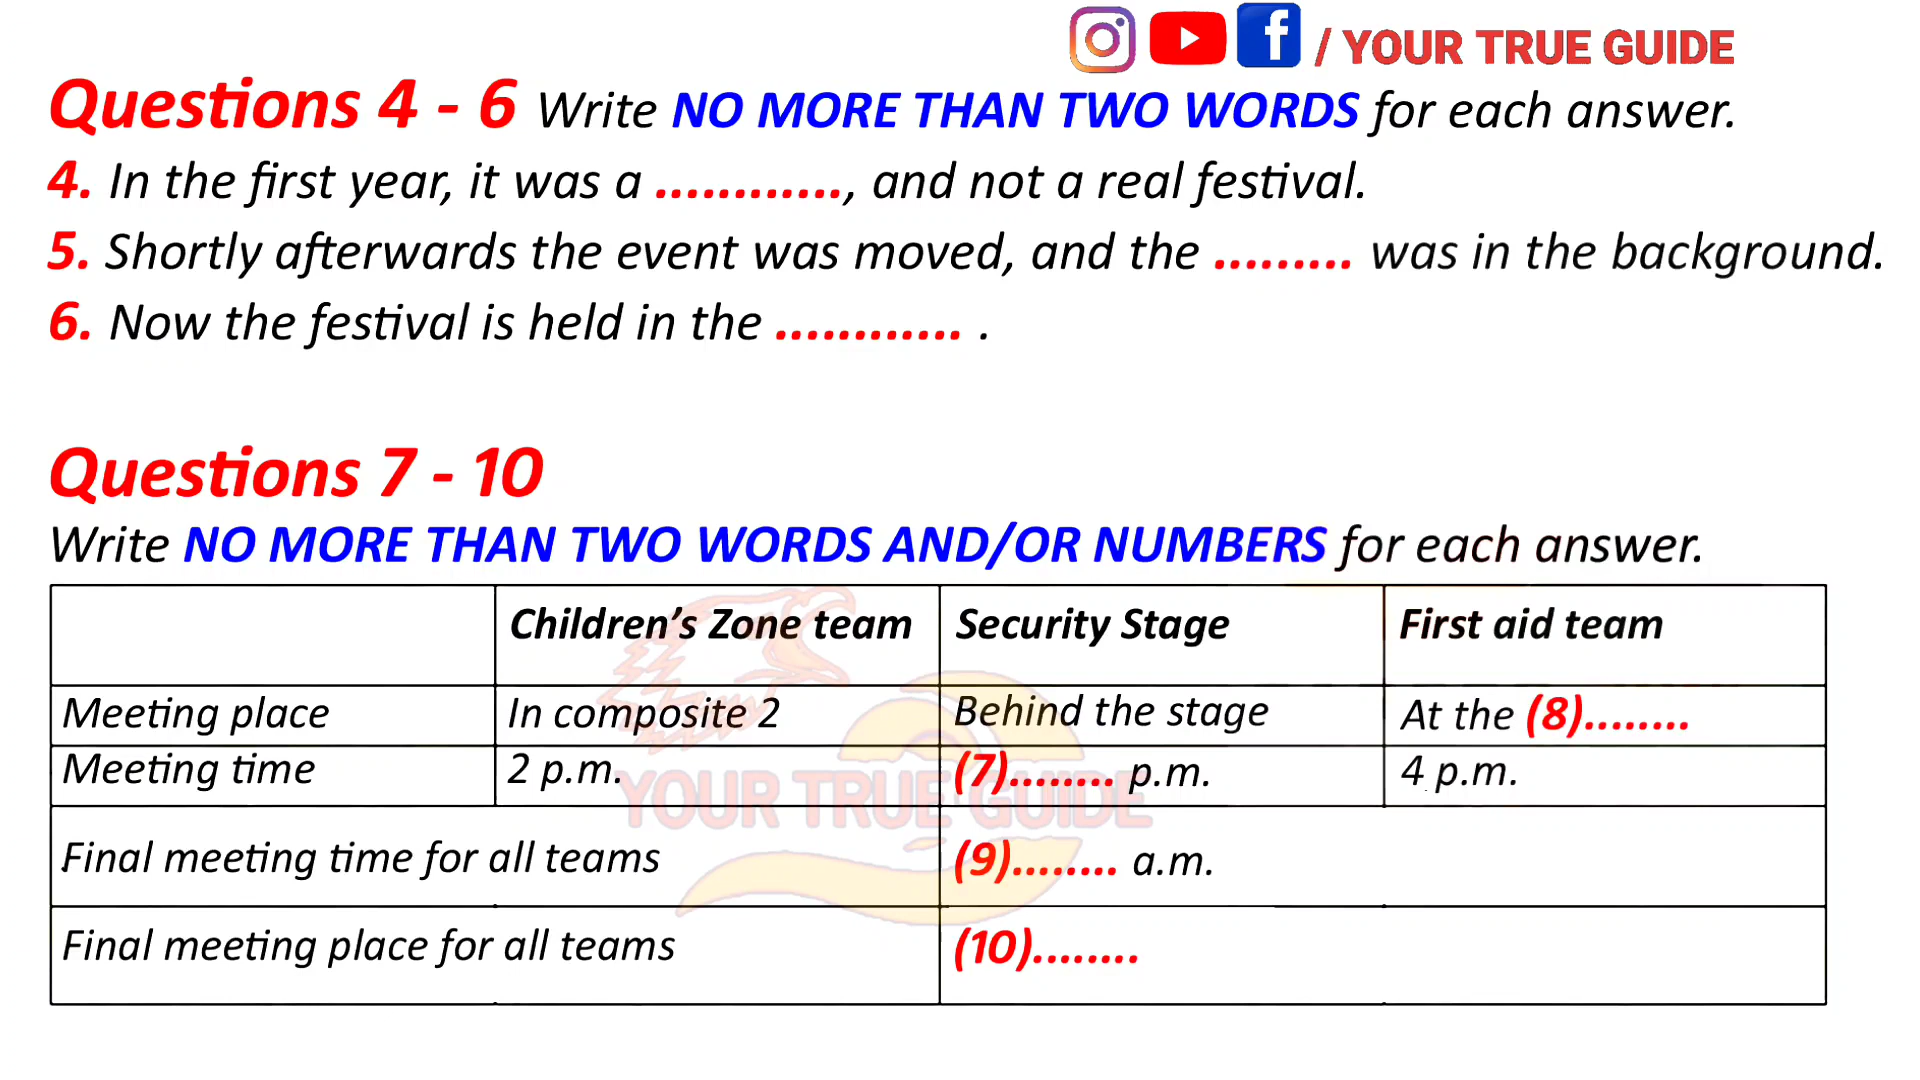 / YOUR TRUE GUIDE
Questions 4 - 6 Write NO MORE THAN TWO WORDS for each answer.
4. In the first year, it was a ............, and not a real festival.
5. Shortly afterwards the event was moved, and the ......... was in the background.
6. Now the festival is held in the ............ .
Questions 7 - 10
Write NO MORE THAN TWO WORDS AND/OR NUMBERS for each answer.
Children's Zone team Security Stage First aid team
Meeting place In composite 2 Behind the stage At the (8)........
Meeting time 2 p.m. (7)........ p.m. 4 p.m.
YOUR TRUE GUIDE
Final meeting time for all teams (9)........ a.m.
Final meeting place for all teams (10)........